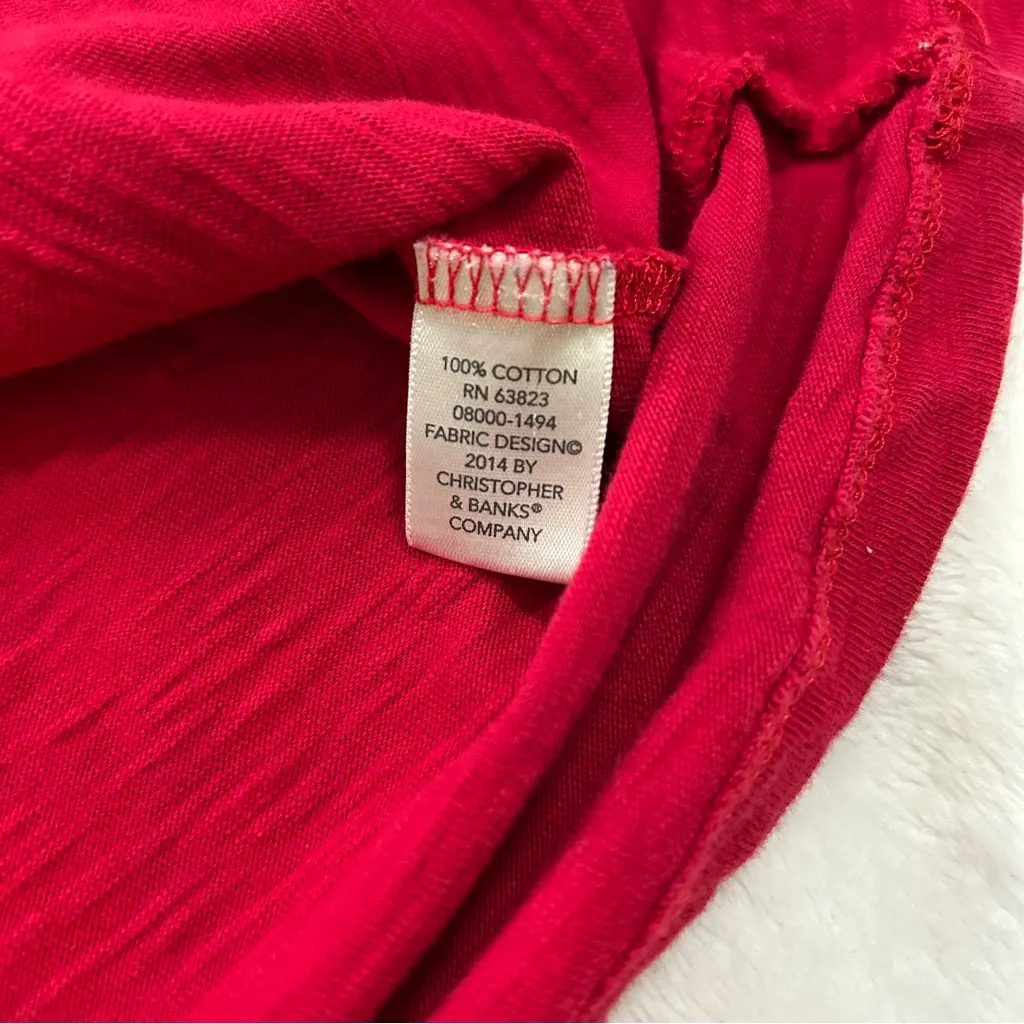 100% COTTON
RN 63823
08000-1494
FABRIC DESIGN©
2014 BY
CHRISTOPHER
& BANKS®
COMPANY